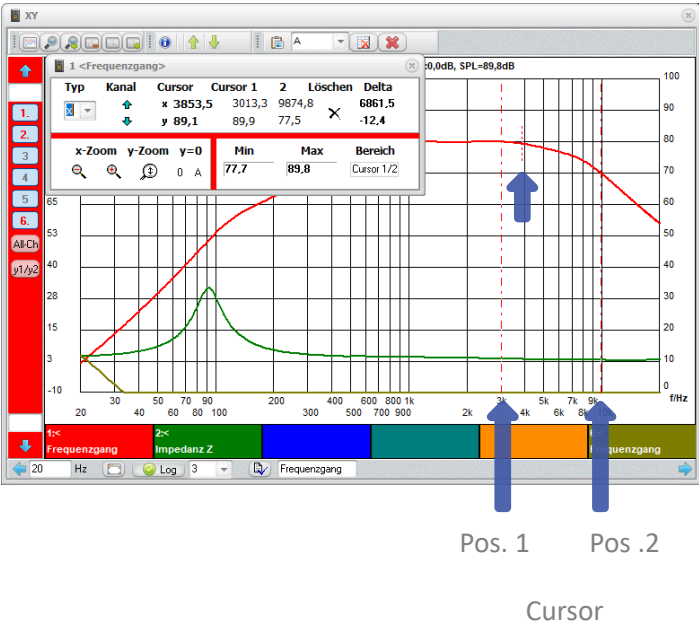 XY
A
1 <Frequenzgang>
:0,0dB, SPL=89,8dB
Typ Kanal Cursor Cursor 1 2 Löschen Delta
x 3853,5 3013,3 9874,8 6861,5
y 89,1 89,9 77,5 -12,4
x-Zoom y-Zoom y=0 Min Max Bereich
0 A 77,7 89,8 Cursor 1/2
1.
2.
3
4
5
6.
All-Ch
y1/y2
65
53
40
28
15
3
-10
100
90
80
70
60
50
40
30
20
10
0
30 50 70 90 200 400 600 800 1k 3k 5k 7k 9k f/Hz
20 40 60 80 100 300 500 700 900 2k 4k 6k 8k 10k
1:< 2:<
Frequenzgang Impedanz Z Frequenzgang
20 Hz Log 3 Frequenzgang
Pos. 1 Pos .2
Cursor